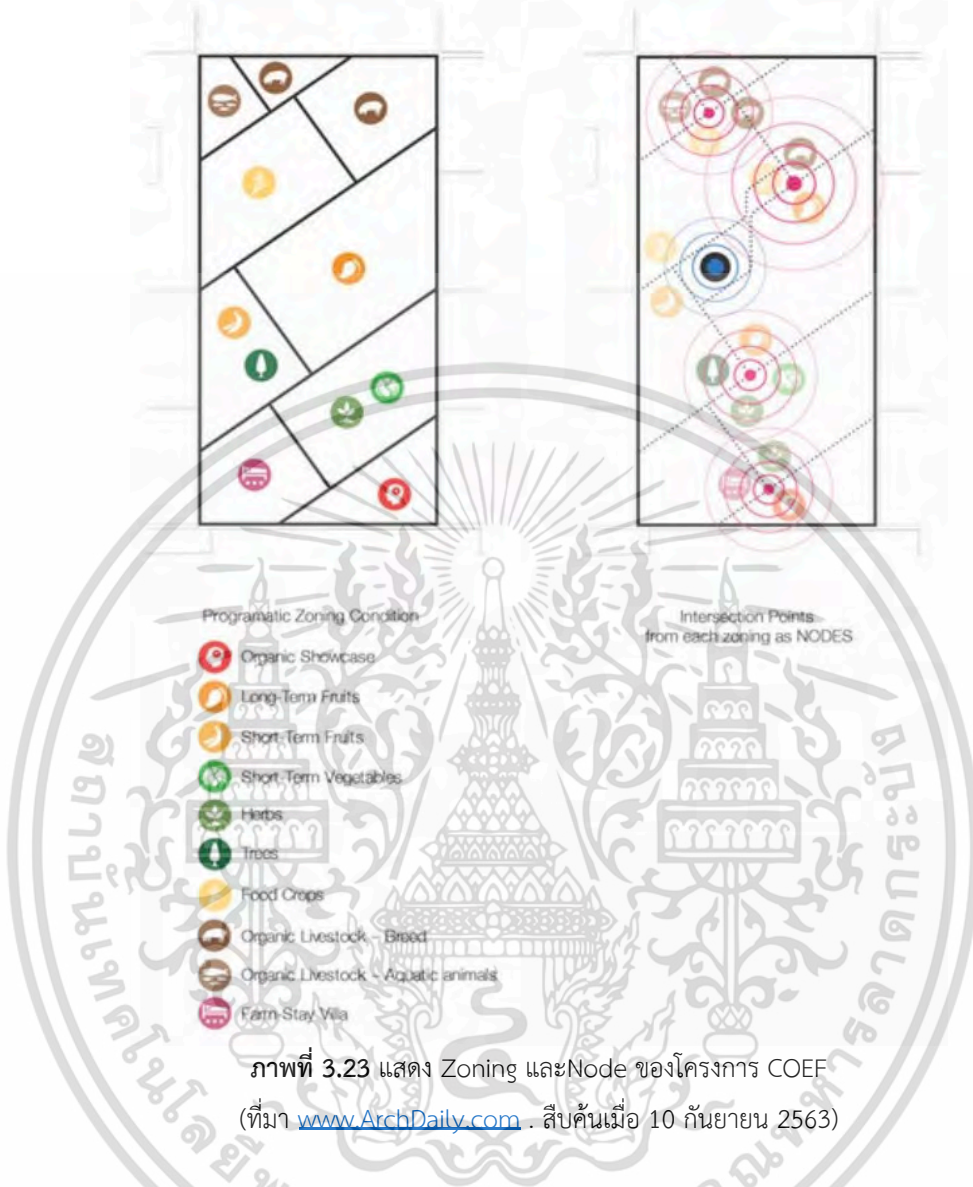 Programatic Zoning Condition
Organic Showcase
Long-Term Fruits
Short-Term Fruits
Short-Term Vegetables
Herbs
Trees
Food Crops
Organic Livestock - Breed
Organic Livestock - Aquatic animals
Farm-Stay Villa
Intersection Points
from each zoning as NODES
ภาพที่ 3.23 แสดง Zoning และNode ของโครงการ COEF
(ที่มา www.ArchDaily.com . สืบค้นเมื่อ 10 กันยายน 2563)